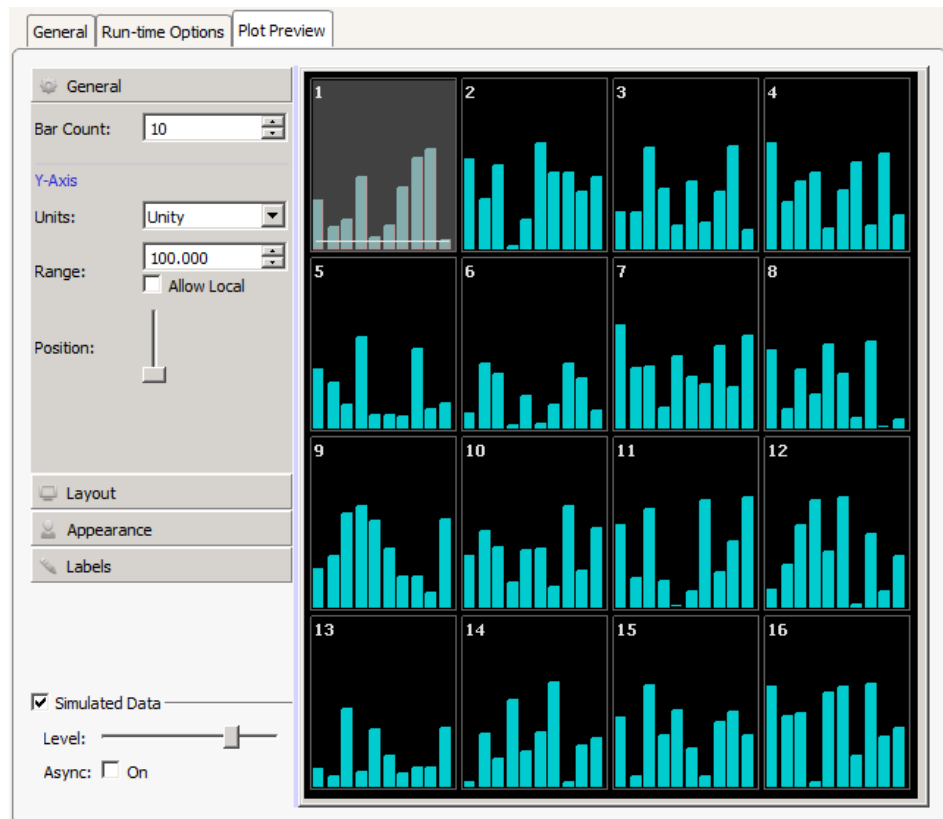 General Run-time Options Plot Preview
General
Bar Count: 10
Y-Axis
Units: Unity
Range: 100.000
Allow Local
Position:
Layout
Appearance
Labels
Simulated Data
Level:
Async: On
1 2 3 4
5 6 7 8
9 10 11 12
13 14 15 16